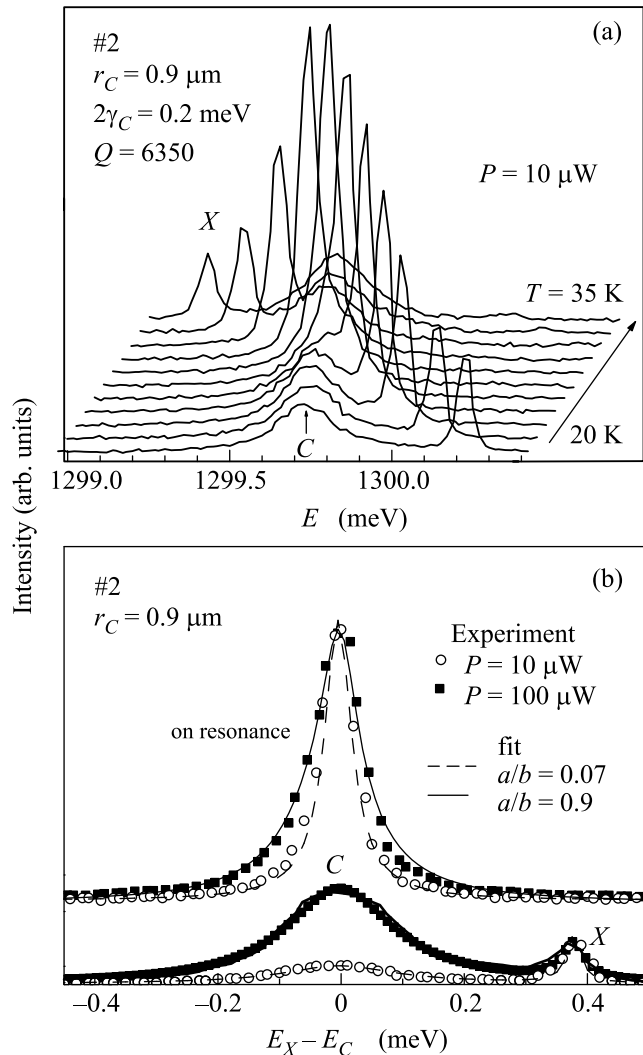 (a)
#2
r_C = 0.9 μm
2γ_C = 0.2 meV
Q = 6350
P = 10 μW
X
T = 35 K
20 K
C
1299.0 1299.5 1300.0
E (meV)
Intensity (arb. units)
(b)
#2
r_C = 0.9 μm
Experiment
P = 10 μW
P = 100 μW
on resonance
fit
a/b = 0.07
a/b = 0.9
C
X
–0.4 –0.2 0 0.2 0.4
E_X – E_C (meV)